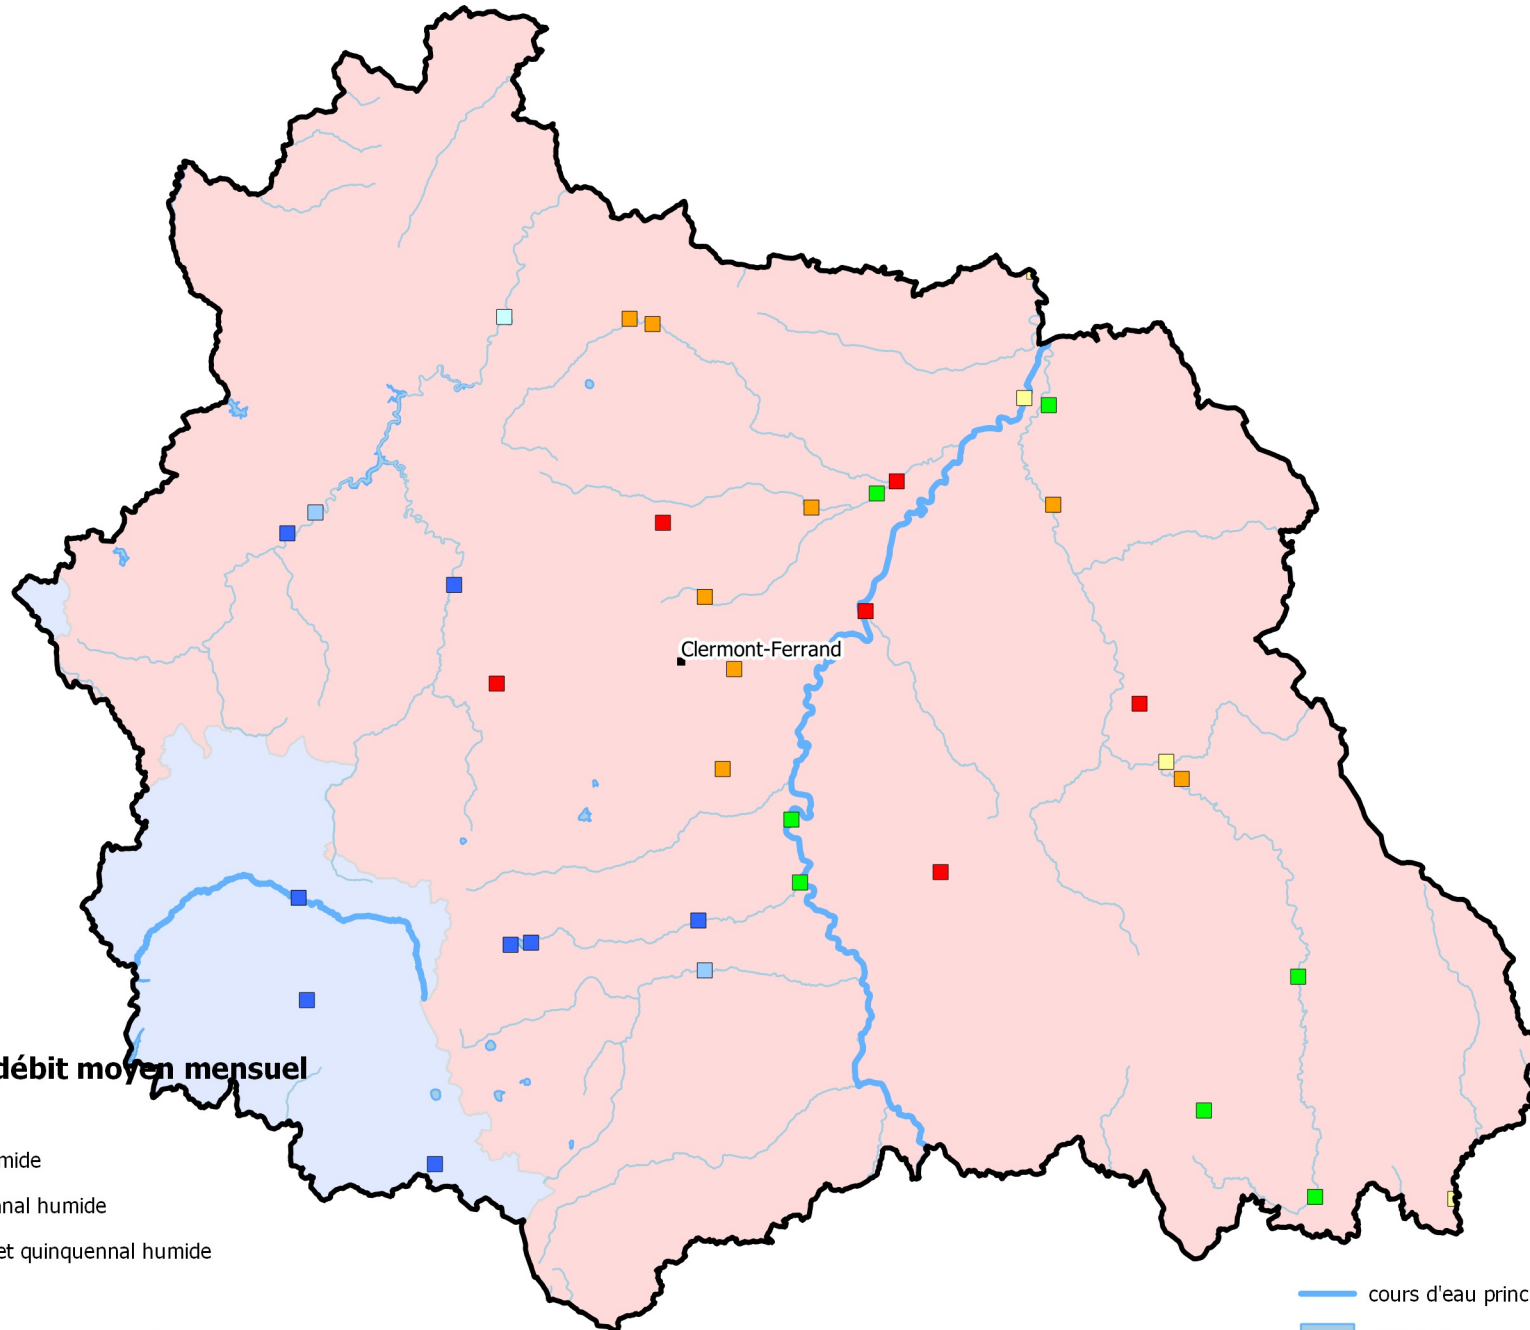 Clermont-Ferrand
débit moyen mensuel
mide
nal humide
et quinquennal humide
cours d'eau princ